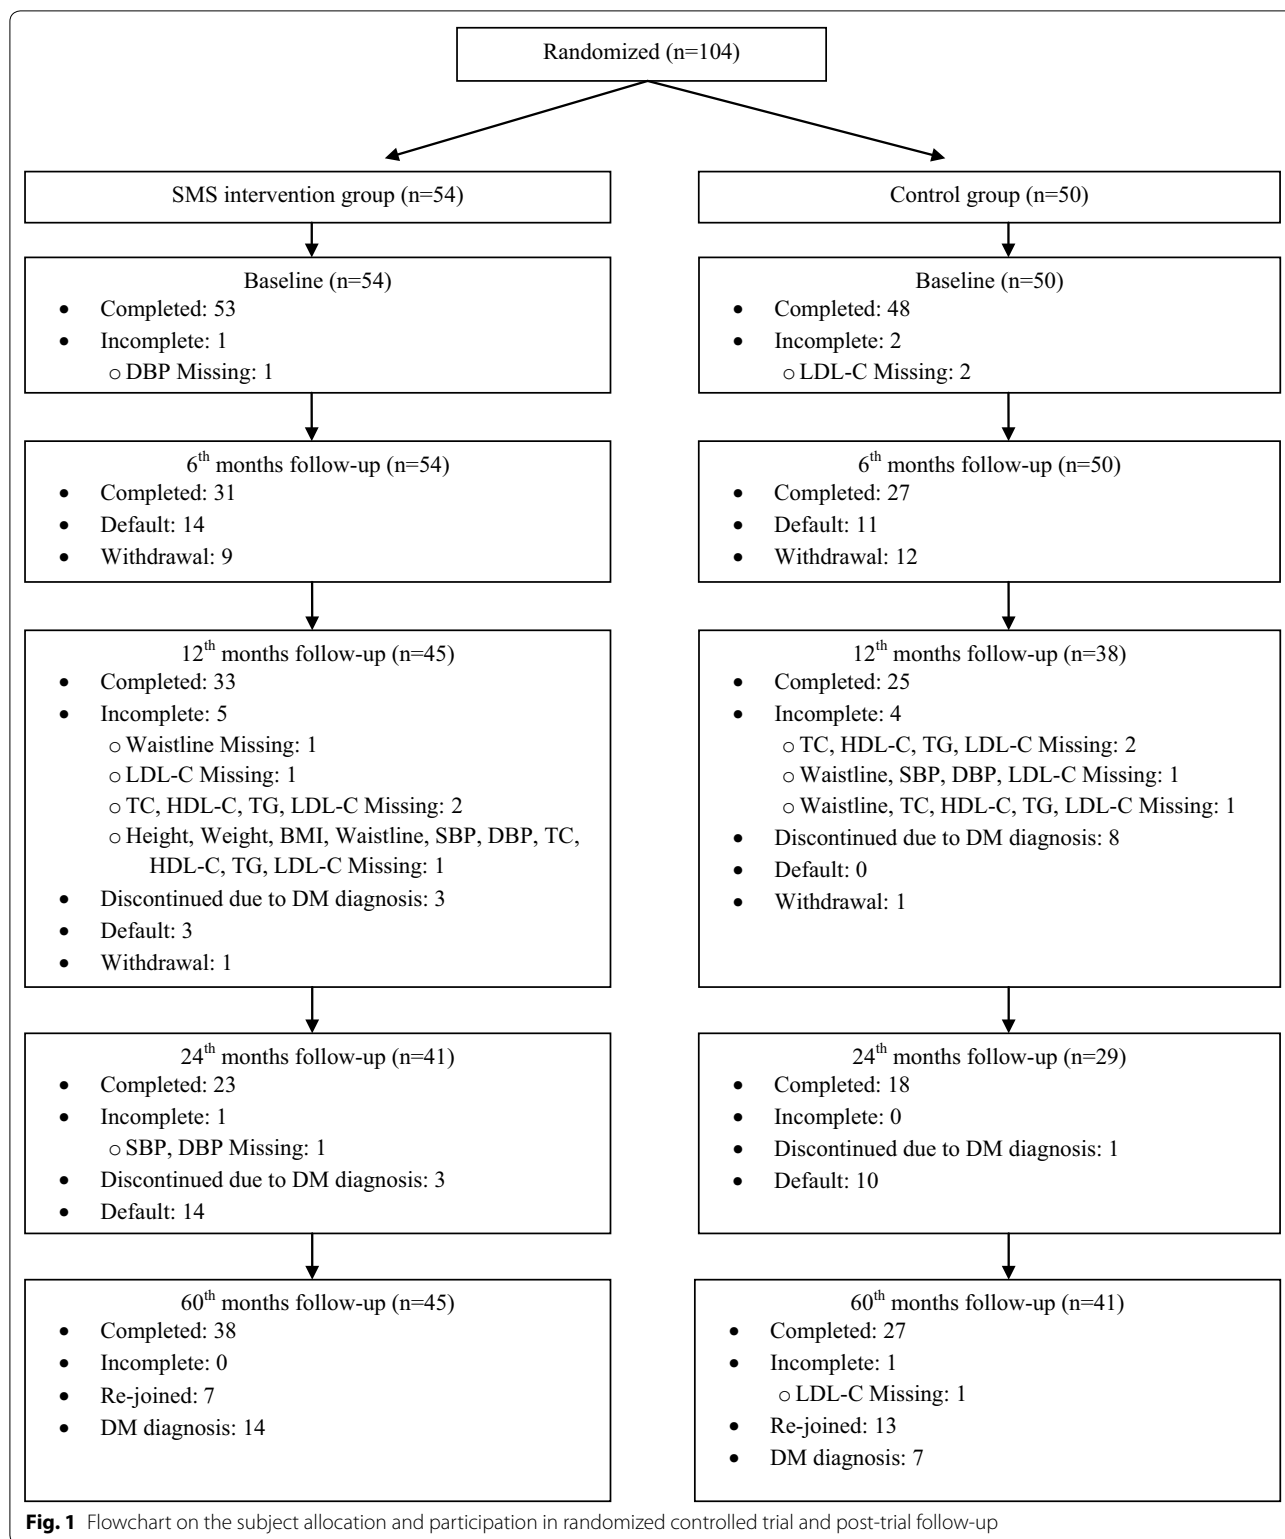 Randomized (n=104)
SMS intervention group (n=54)
Baseline (n=54)
• Completed: 53
• Incomplete: 1
o DBP Missing: 1
6th months follow-up (n=54)
• Completed: 31
• Default: 14
• Withdrawal: 9
12th months follow-up (n=45)
• Completed: 33
• Incomplete: 5
o Waistline Missing: 1
o LDL-C Missing: 1
o TC, HDL-C, TG, LDL-C Missing: 2
o Height, Weight, BMI, Waistline, SBP, DBP, TC,
HDL-C, TG, LDL-C Missing: 1
• Discontinued due to DM diagnosis: 3
• Default: 3
• Withdrawal: 1
24th months follow-up (n=41)
• Completed: 23
• Incomplete: 1
o SBP, DBP Missing: 1
• Discontinued due to DM diagnosis: 3
• Default: 14
60th months follow-up (n=45)
• Completed: 38
• Incomplete: 0
• Re-joined: 7
• DM diagnosis: 14
Control group (n=50)
Baseline (n=50)
• Completed: 48
• Incomplete: 2
o LDL-C Missing: 2
6th months follow-up (n=50)
• Completed: 27
• Default: 11
• Withdrawal: 12
12th months follow-up (n=38)
• Completed: 25
• Incomplete: 4
o TC, HDL-C, TG, LDL-C Missing: 2
o Waistline, SBP, DBP, LDL-C Missing: 1
o Waistline, TC, HDL-C, TG, LDL-C Missing: 1
• Discontinued due to DM diagnosis: 8
• Default: 0
• Withdrawal: 1
24th months follow-up (n=29)
• Completed: 18
• Incomplete: 0
• Discontinued due to DM diagnosis: 1
• Default: 10
60th months follow-up (n=41)
• Completed: 27
• Incomplete: 1
o LDL-C Missing: 1
• Re-joined: 13
• DM diagnosis: 7
Fig. 1 Flowchart on the subject allocation and participation in randomized controlled trial and post-trial follow-up